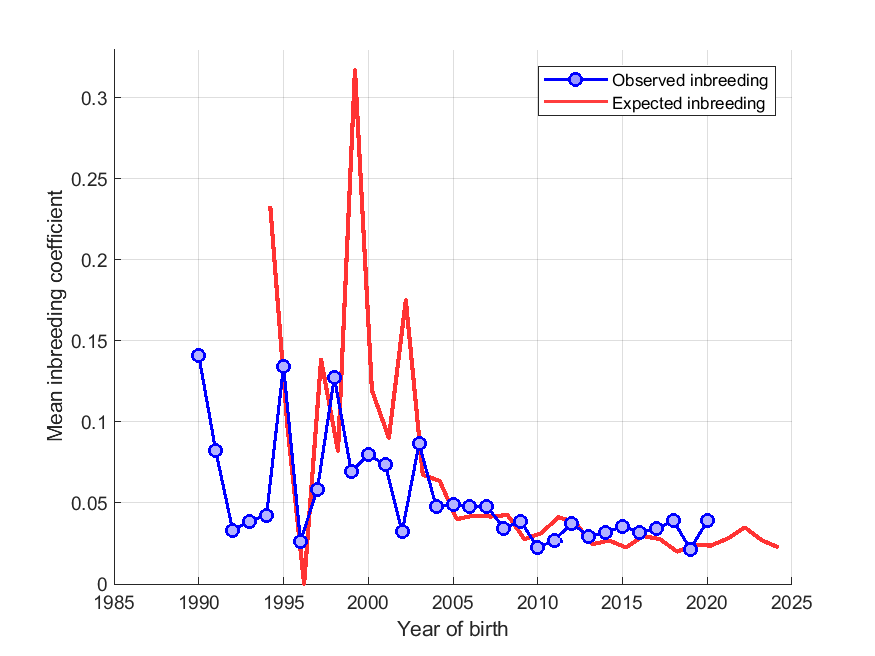 Observed inbreeding
Expected inbreeding
Mean inbreeding coefficient
0.3
0.25
0.2
0.15
0.1
0.05
0
1985 1990 1995 2000 2005 2010 2015 2020 2025
Year of birth